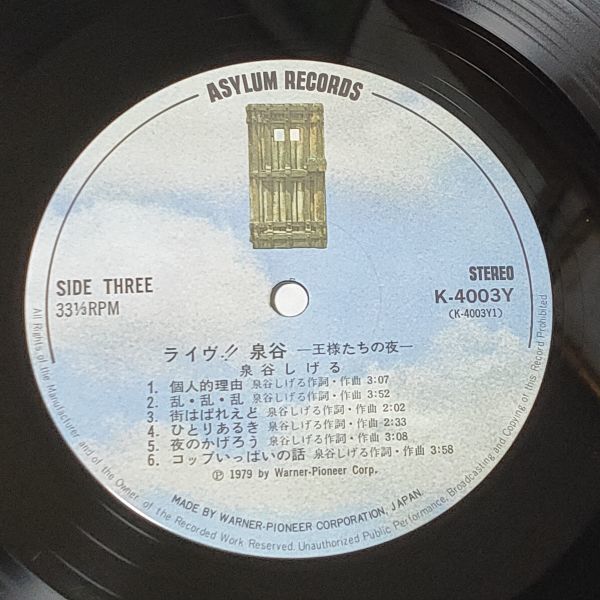 ASYLUM RECORDS
SIDE THREE
33⅓RPM
STEREO
K-4003Y
(K-4003Y1)
ライヴ!! 泉谷 —王様たちの夜—
泉谷しげる
1. 個人的理由 泉谷しげる作詞・作曲 3:07
2. 乱・乱・乱 泉谷しげる作詞・作曲 3:52
3. 街はぱれえど 泉谷しげる作詞・作曲 2:02
4. ひとりあるき 泉谷しげる作詞・作曲 2:33
5. 夜のかげろう 泉谷しげる作詞・作曲 3:08
6. コップいっぱいの話 泉谷しげる作詞・作曲 3:58
℗ 1979 by Warner-Pioneer Corp.
MADE BY WARNER-PIONEER CORPORATION, JAPAN.
All Rights of the Manufacturer and of the Owner of the Recorded Work Reserved. Unauthorized Public Performance, Broadcasting and Copying of this Record Prohibited